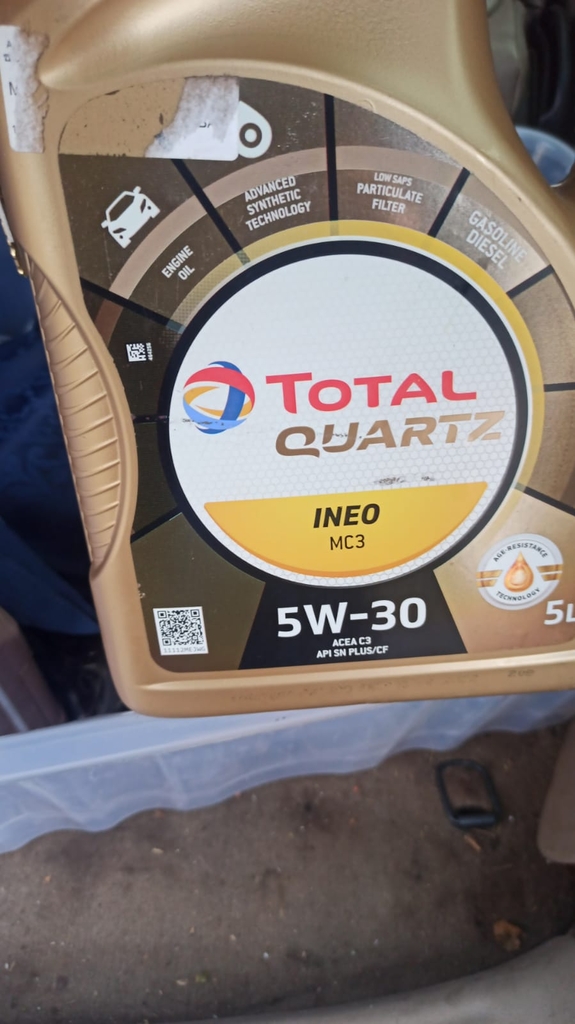 ENGINE
OIL
ADVANCED
SYNTHETIC
TECHNOLOGY
LOW SAPS
PARTICULATE
FILTER
GASOLINE
DIESEL
TOTAL
QUARTZ
INEO
MC3
AGE-RESISTANCE
TECHNOLOGY
5W-30
5L
ACEA C3
API SN PLUS/CF